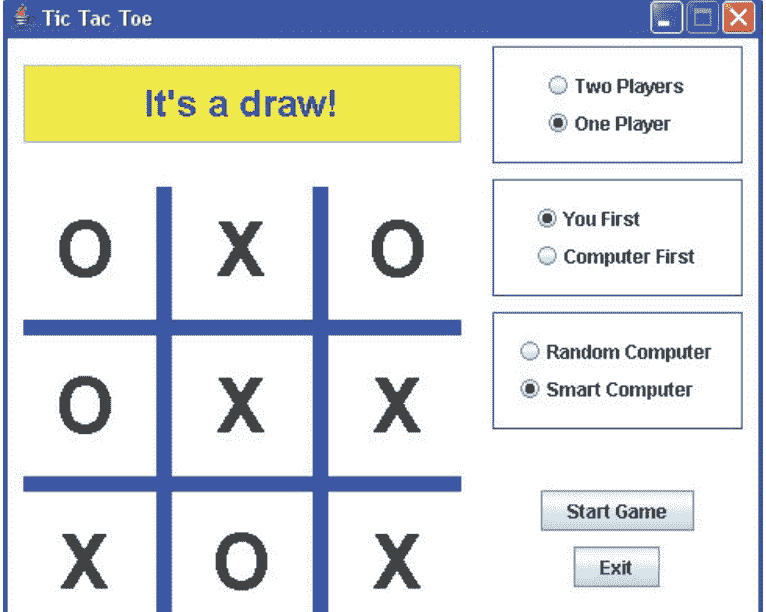 Tic Tac Toe
It's a draw!
Two Players
One Player
You First
Computer First
Random Computer
Smart Computer
Start Game
Exit
O X O
O X X
X O X